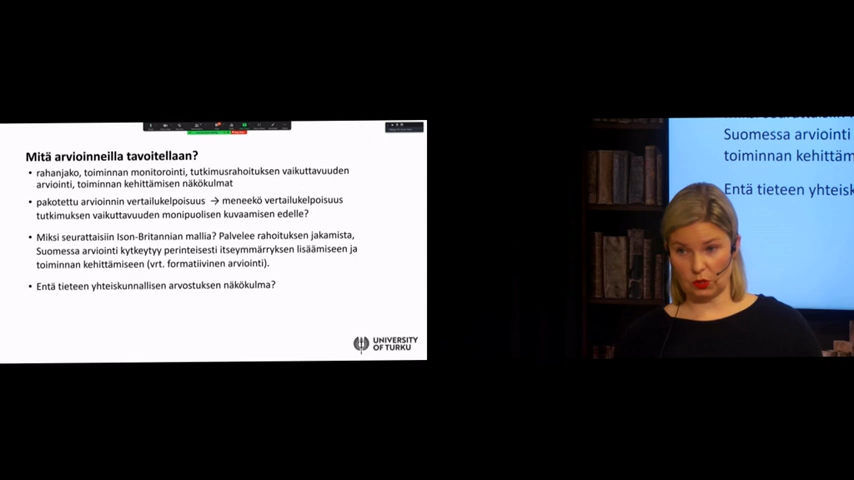 Mitä arvioinneilla tavoitellaan?
• rahanjako, toiminnan monitorointi, tutkimusrahoituksen vaikuttavuuden
arviointi, toiminnan kehittämisen näkökulmat
• pakotettu arvioinnin vertailukelpoisuus → meneekö vertailukelpoisuus
tutkimuksen vaikuttavuuden monipuolisen kuvaamisen edelle?
• Miksi seurattaisiin Ison-Britannian mallia? Palvelee rahoituksen jakamista,
Suomessa arviointi kytkeytyy perinteisesti itseymmärryksen lisäämiseen ja
toiminnan kehittämiseen (vrt. formatiivinen arviointi).
• Entä tieteen yhteiskunnallisen arvostuksen näkökulma?
UNIVERSITY
OF TURKU
Suomessa arviointi
toiminnan kehittäm
Entä tieteen yhteisk